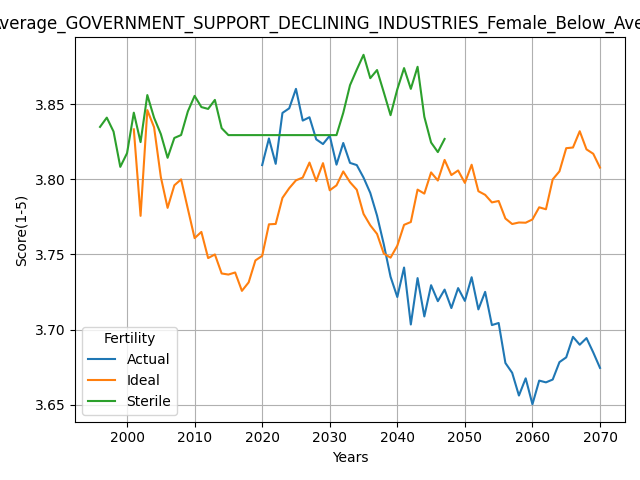 Average_GOVERNMENT_SUPPORT_DECLINING_INDUSTRIES_Female_Below_Ave
Score(1-5)
3.85
3.80
3.75
3.70
3.65
Fertility
Actual
Ideal
Sterile
2000 2010 2020 2030 2040 2050 2060 2070
Years